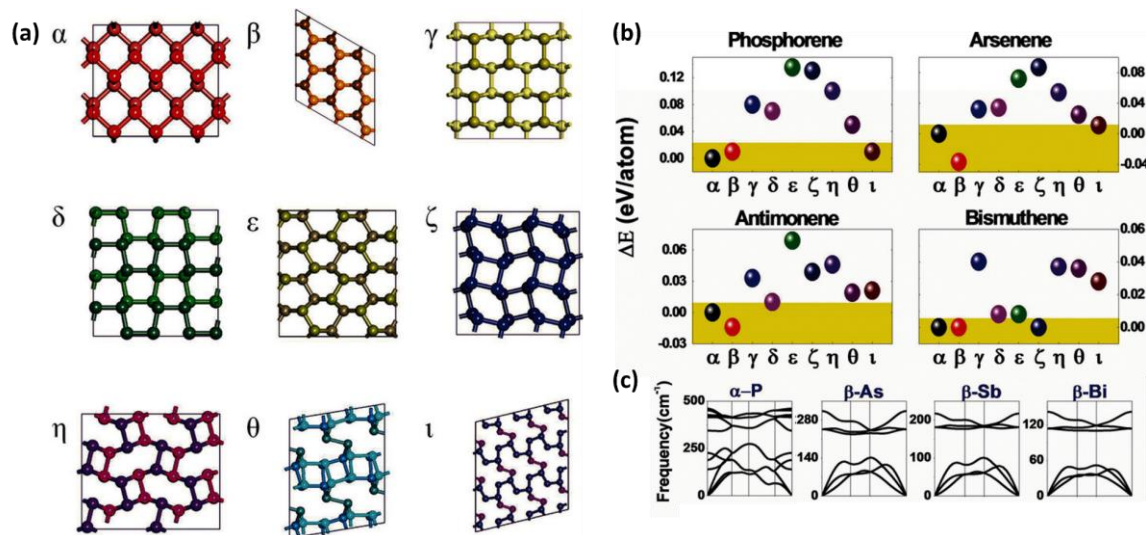 (a)
α
β
γ
δ
ε
ζ
η
θ
ι
(b)
ΔE (eV/atom)
Phosphorene
0.12
0.08
0.04
0.00
α β γ δ ε ζ η θ ι
Arsenene
0.08
0.04
0.00
-0.04
α β γ δ ε ζ η θ ι
Antimonene
0.06
0.03
0.00
-0.03
α β γ δ ε ζ η θ ι
Bismuthene
0.06
0.04
0.02
0.00
α β γ δ ε ζ η θ ι
(c)
Frequency(cm⁻¹)
α–P
500
250
0
β-As
280
140
0
β-Sb
200
100
0
β-Bi
120
60
0